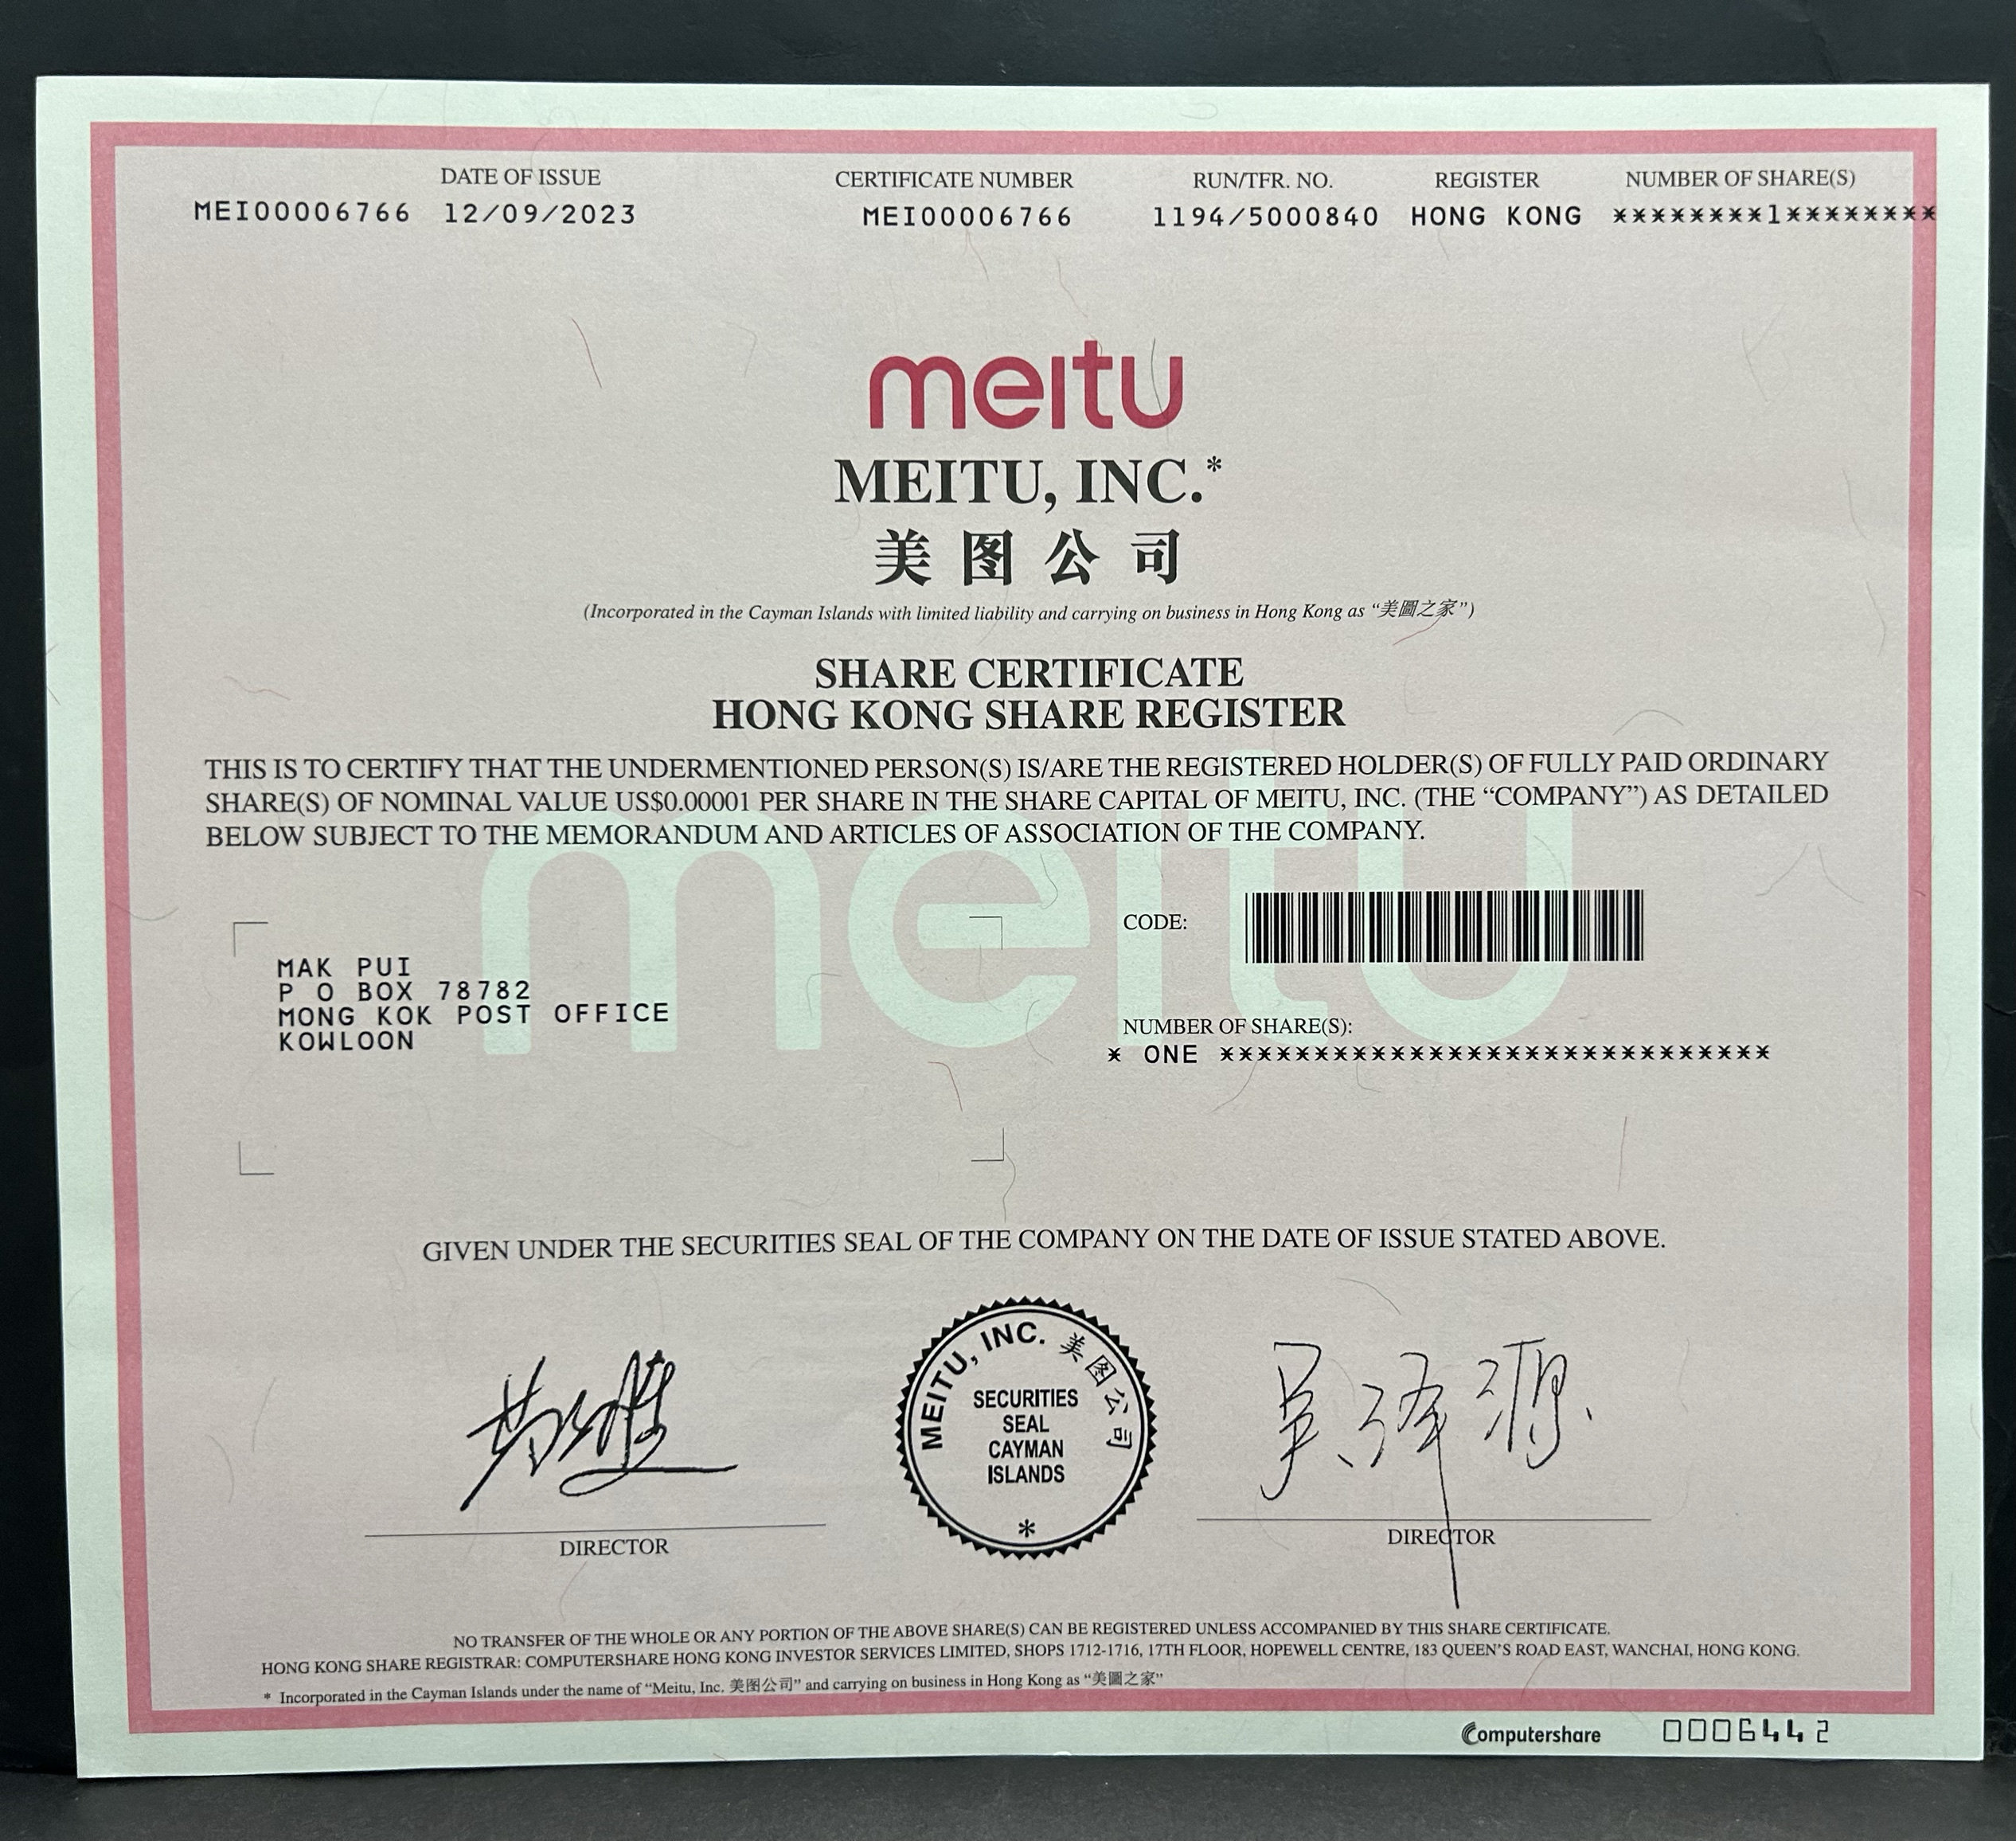 DATE OF ISSUE CERTIFICATE NUMBER RUN/TFR. NO. REGISTER NUMBER OF SHARE(S)
MEI00006766 12/09/2023 MEI00006766 1194/5000840 HONG KONG ********1********
meitu
MEITU, INC.*
美图公司
(Incorporated in the Cayman Islands with limited liability and carrying on business in Hong Kong as “美圖之家”)
SHARE CERTIFICATE
HONG KONG SHARE REGISTER
THIS IS TO CERTIFY THAT THE UNDERMENTIONED PERSON(S) IS/ARE THE REGISTERED HOLDER(S) OF FULLY PAID ORDINARY
SHARE(S) OF NOMINAL VALUE US$0.00001 PER SHARE IN THE SHARE CAPITAL OF MEITU, INC. (THE “COMPANY”) AS DETAILED
BELOW SUBJECT TO THE MEMORANDUM AND ARTICLES OF ASSOCIATION OF THE COMPANY.
meitu
MAK PUI
P O BOX 78782
MONG KOK POST OFFICE
KOWLOON
CODE:
NUMBER OF SHARE(S):
* ONE *****************************
GIVEN UNDER THE SECURITIES SEAL OF THE COMPANY ON THE DATE OF ISSUE STATED ABOVE.
MEITU, INC. 美图公司
SECURITIES
SEAL
CAYMAN
ISLANDS
*
吴泽源
DIRECTOR
DIRECTOR
NO TRANSFER OF THE WHOLE OR ANY PORTION OF THE ABOVE SHARE(S) CAN BE REGISTERED UNLESS ACCOMPANIED BY THIS SHARE CERTIFICATE.
HONG KONG SHARE REGISTRAR: COMPUTERSHARE HONG KONG INVESTOR SERVICES LIMITED, SHOPS 1712-1716, 17TH FLOOR, HOPEWELL CENTRE, 183 QUEEN’S ROAD EAST, WANCHAI, HONG KONG.
* Incorporated in the Cayman Islands under the name of “Meitu, Inc. 美图公司” and carrying on business in Hong Kong as “美圖之家”
Computershare 0006442